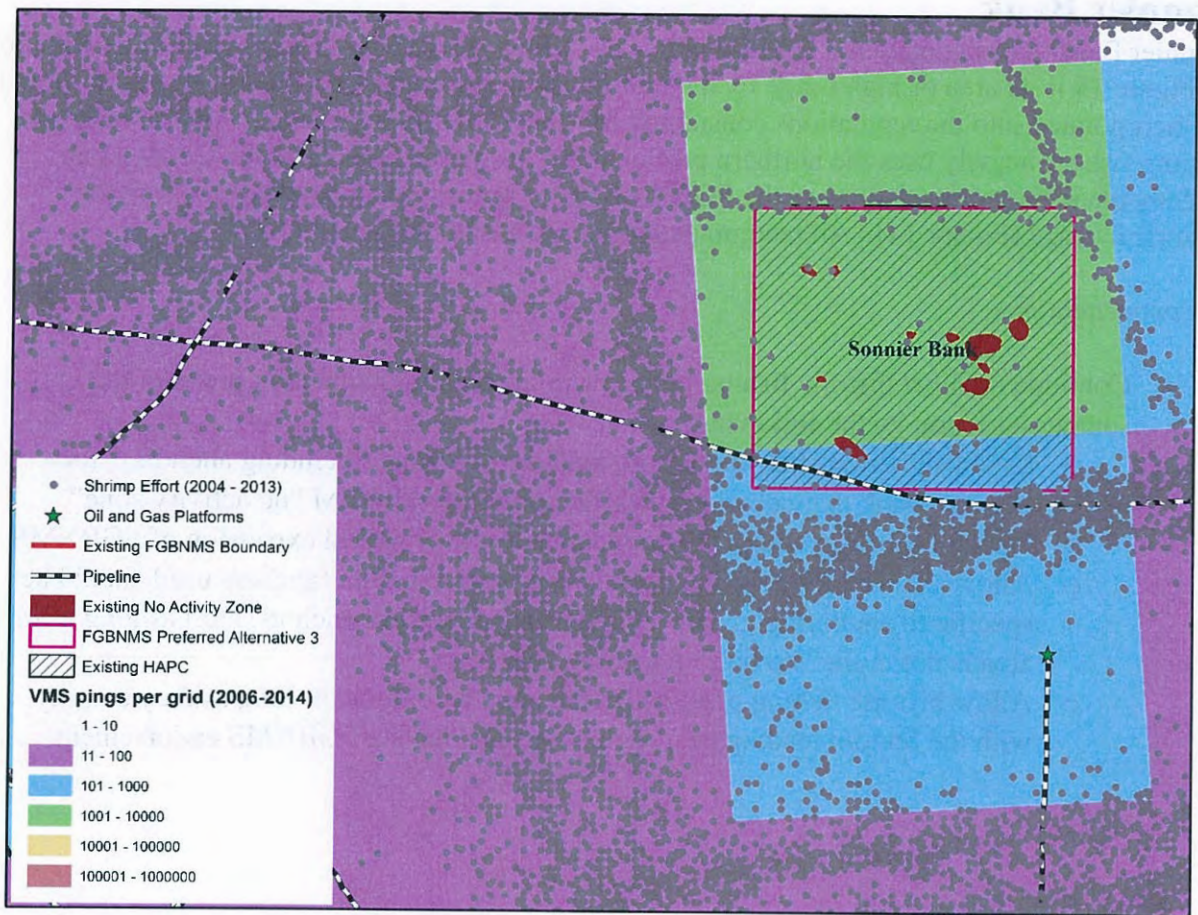 Sonnier Bank
Shrimp Effort (2004 - 2013)
Oil and Gas Platforms
Existing FGBNMS Boundary
Pipeline
Existing No Activity Zone
FGBNMS Preferred Alternative 3
Existing HAPC
VMS pings per grid (2006-2014)
1 - 10
11 - 100
101 - 1000
1001 - 10000
10001 - 100000
100001 - 1000000